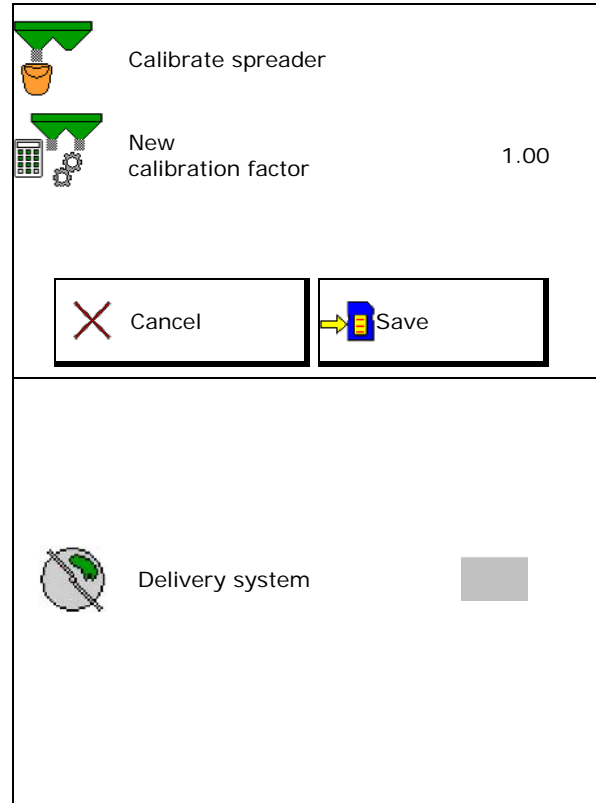 Calibrate spreader
New
calibration factor 1.00
Cancel Save
Delivery system